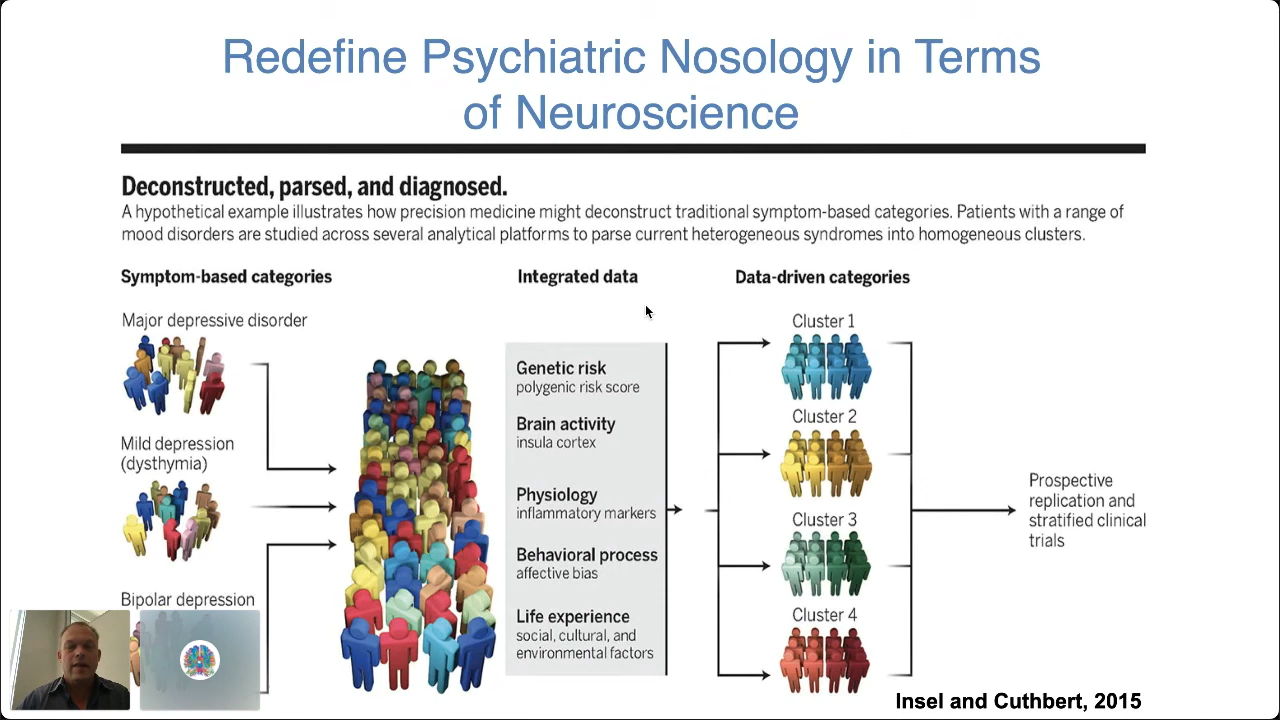 Redefine Psychiatric Nosology in Terms
of Neuroscience
Deconstructed, parsed, and diagnosed.
A hypothetical example illustrates how precision medicine might deconstruct traditional symptom-based categories. Patients with a range of
mood disorders are studied across several analytical platforms to parse current heterogeneous syndromes into homogeneous clusters.
Symptom-based categories
Major depressive disorder
Mild depression
(dysthymia)
Bipolar depression
Integrated data
Genetic risk
polygenic risk score
Brain activity
insula cortex
Physiology
inflammatory markers
Behavioral process
affective bias
Life experience
social, cultural, and
environmental factors
Data-driven categories
Cluster 1
Cluster 2
Cluster 3
Cluster 4
Prospective
replication and
stratified clinical
trials
Insel and Cuthbert, 2015